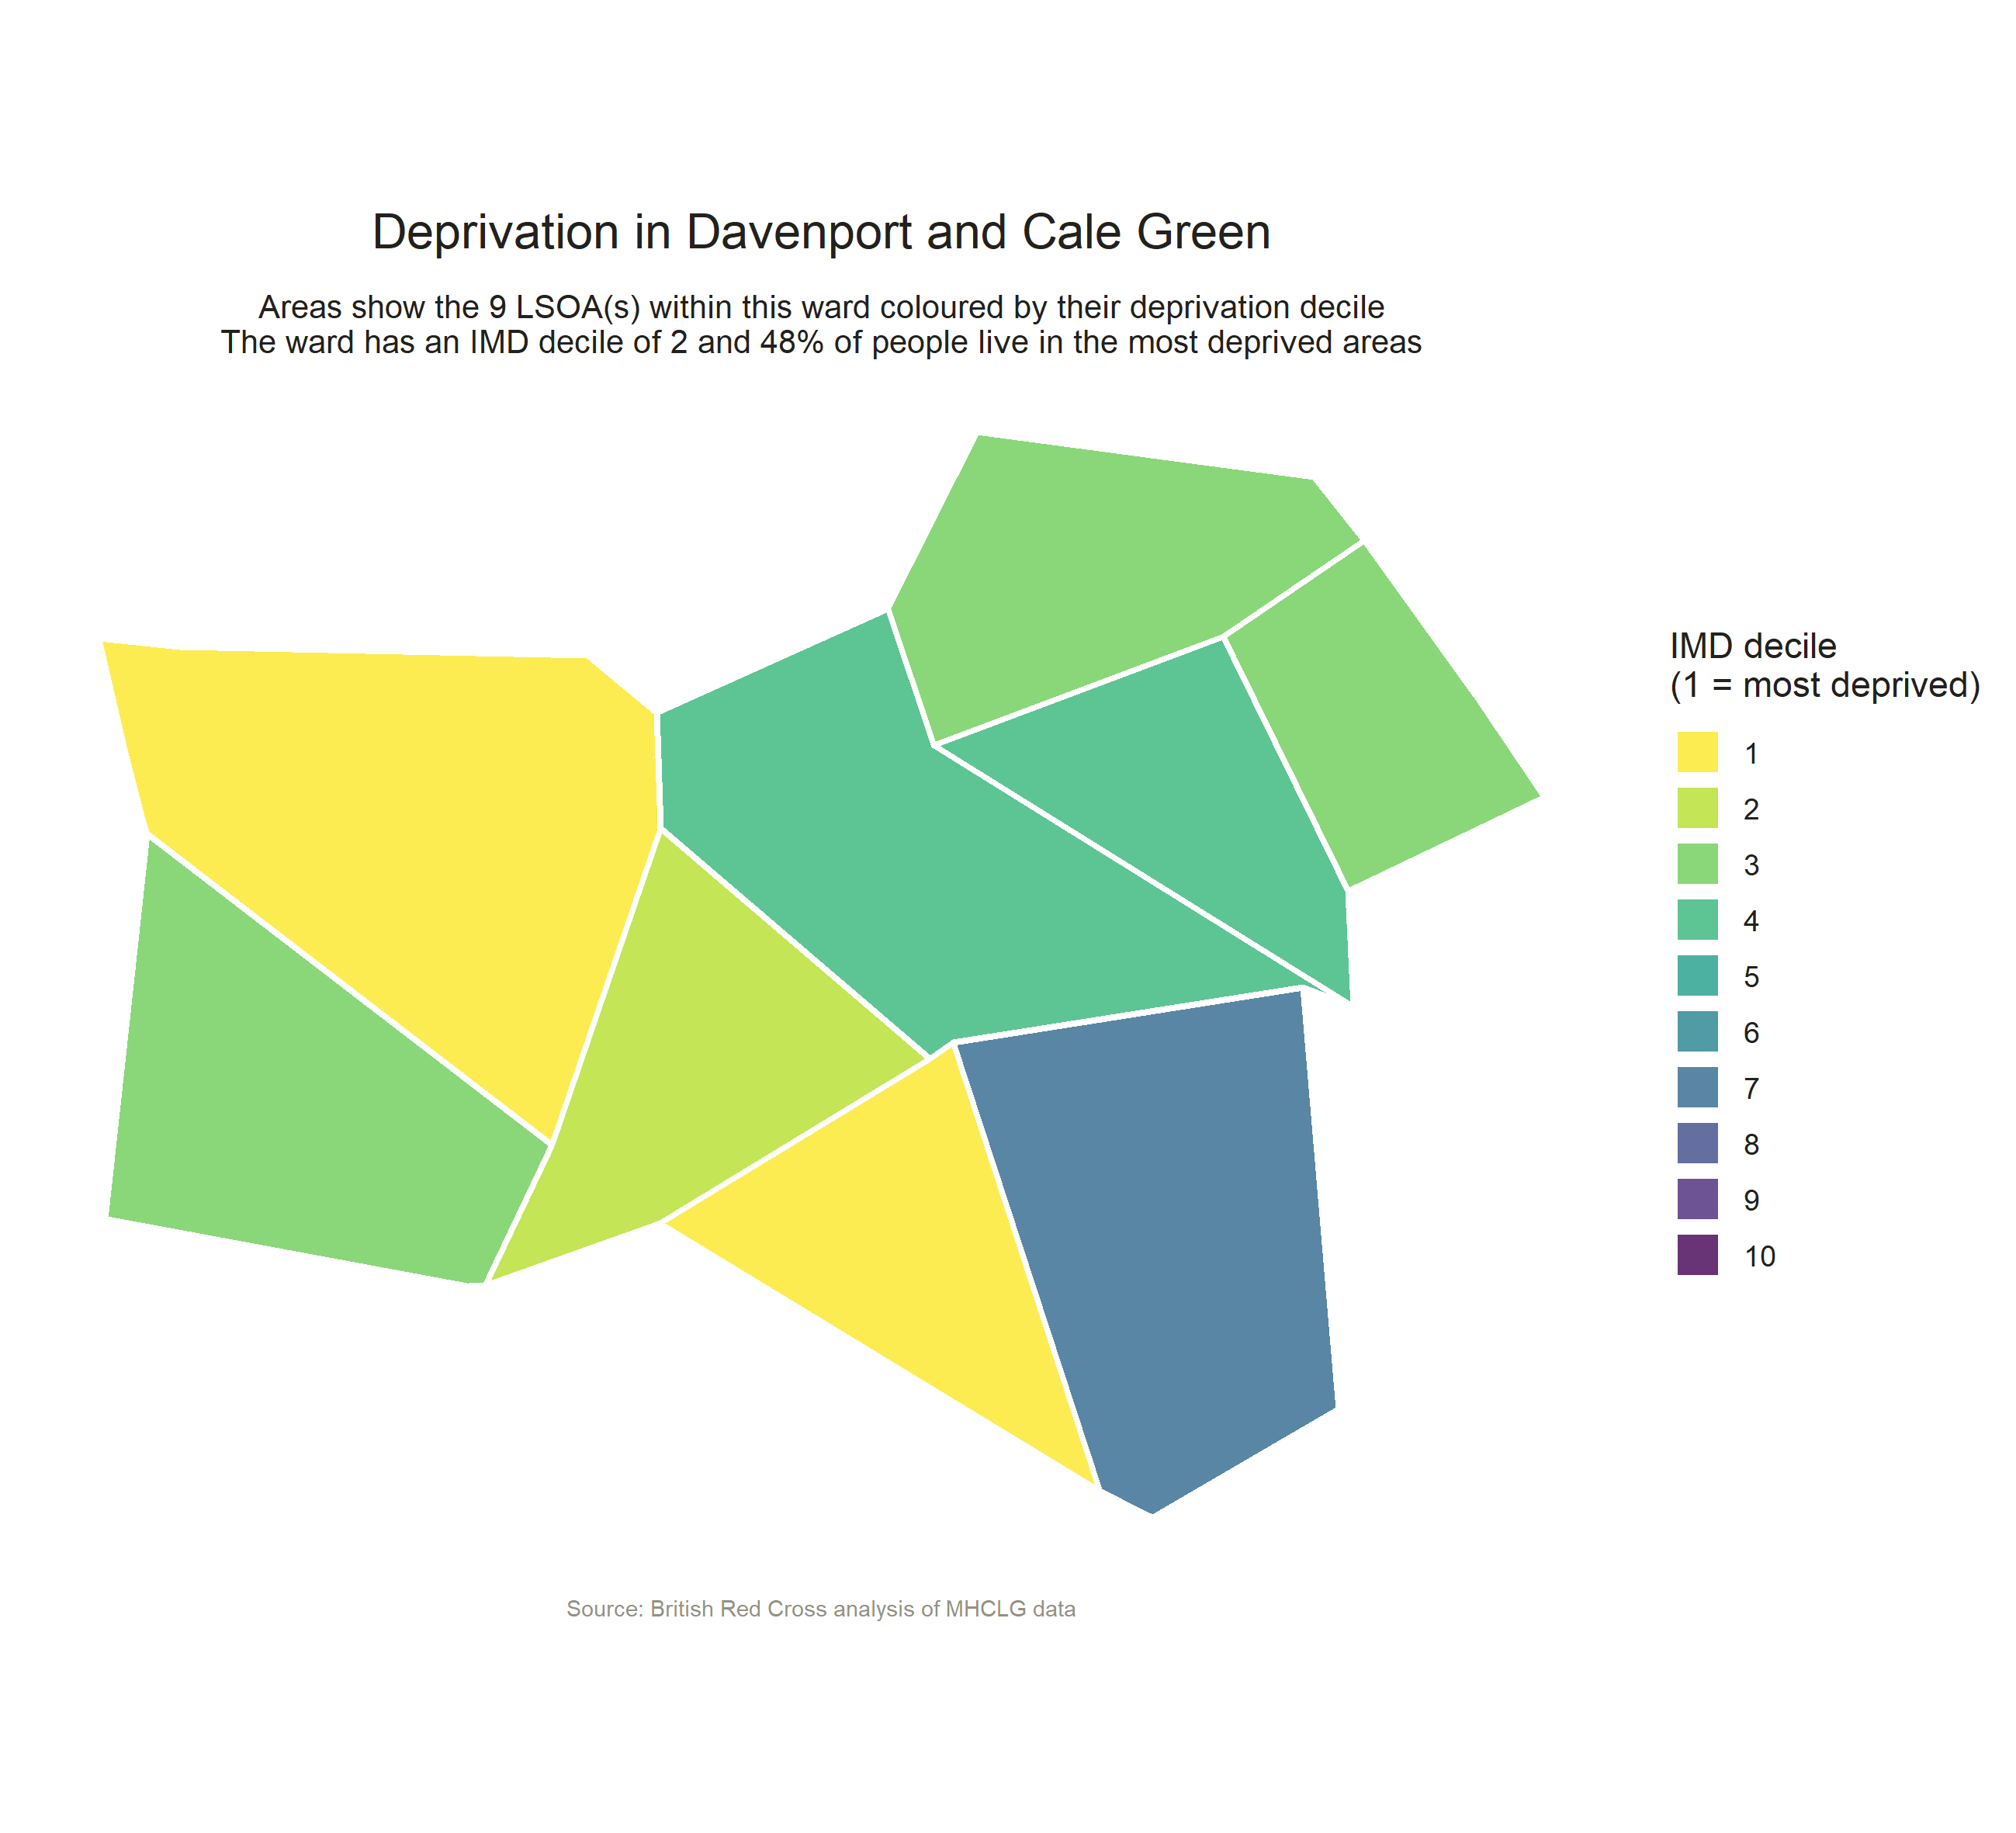 Deprivation in Davenport and Cale Green
Areas show the 9 LSOA(s) within this ward coloured by their deprivation decile
The ward has an IMD decile of 2 and 48% of people live in the most deprived areas
IMD decile
(1 = most deprived)
1
2
3
4
5
6
7
8
9
10
Source: British Red Cross analysis of MHCLG data